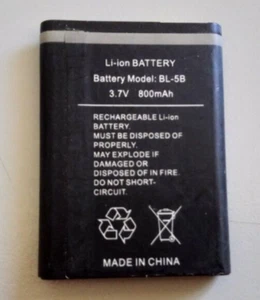 Li-ion BATTERY
Battery Model: BL-5B
3.7V 800mAh
RECHARGEABLE Li-ion
BATTERY.
MUST BE DISPOSED OF
PROPERLY.
MAY EXPLODE IF
DAMAGED OR DISPOSED
OF IN FIRE.
DO NOT SHORT-
CIRCUIT.
MADE IN CHINA